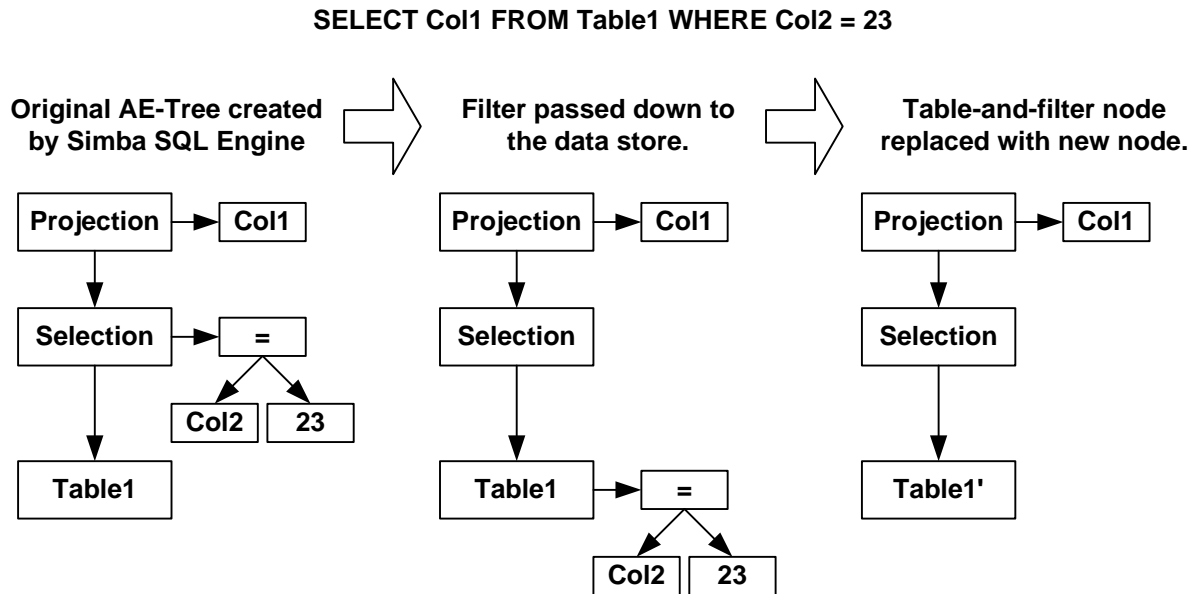 SELECT Col1 FROM Table1 WHERE Col2 = 23
Original AE-Tree created
by Simba SQL Engine
Projection
Col1
Selection
=
Col2
23
Table1
Filter passed down to
the data store.
Projection
Col1
Selection
Table1
=
Col2
23
Table-and-filter node
replaced with new node.
Projection
Col1
Selection
Table1'